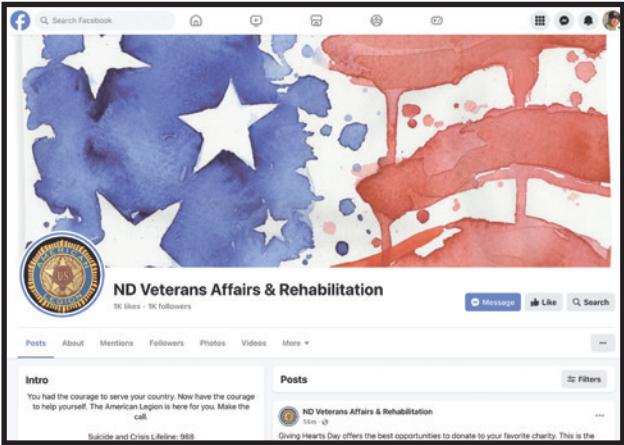 Search Facebook
AMERICAN
U.S.
LEGION
ND Veterans Affairs & Rehabilitation
1K likes · 1K followers
Message
Like
Search
Posts About Mentions Followers Photos Videos More
Intro
You had the courage to serve your country. Now have the courage
to help yourself. The American Legion is here for you. Make the
call.
Suicide and Crisis Lifeline: 988
Posts
Filters
ND Veterans Affairs & Rehabilitation
14m
Giving Hearts Day offers the best opportunities to donate to your favorite charity. This is the